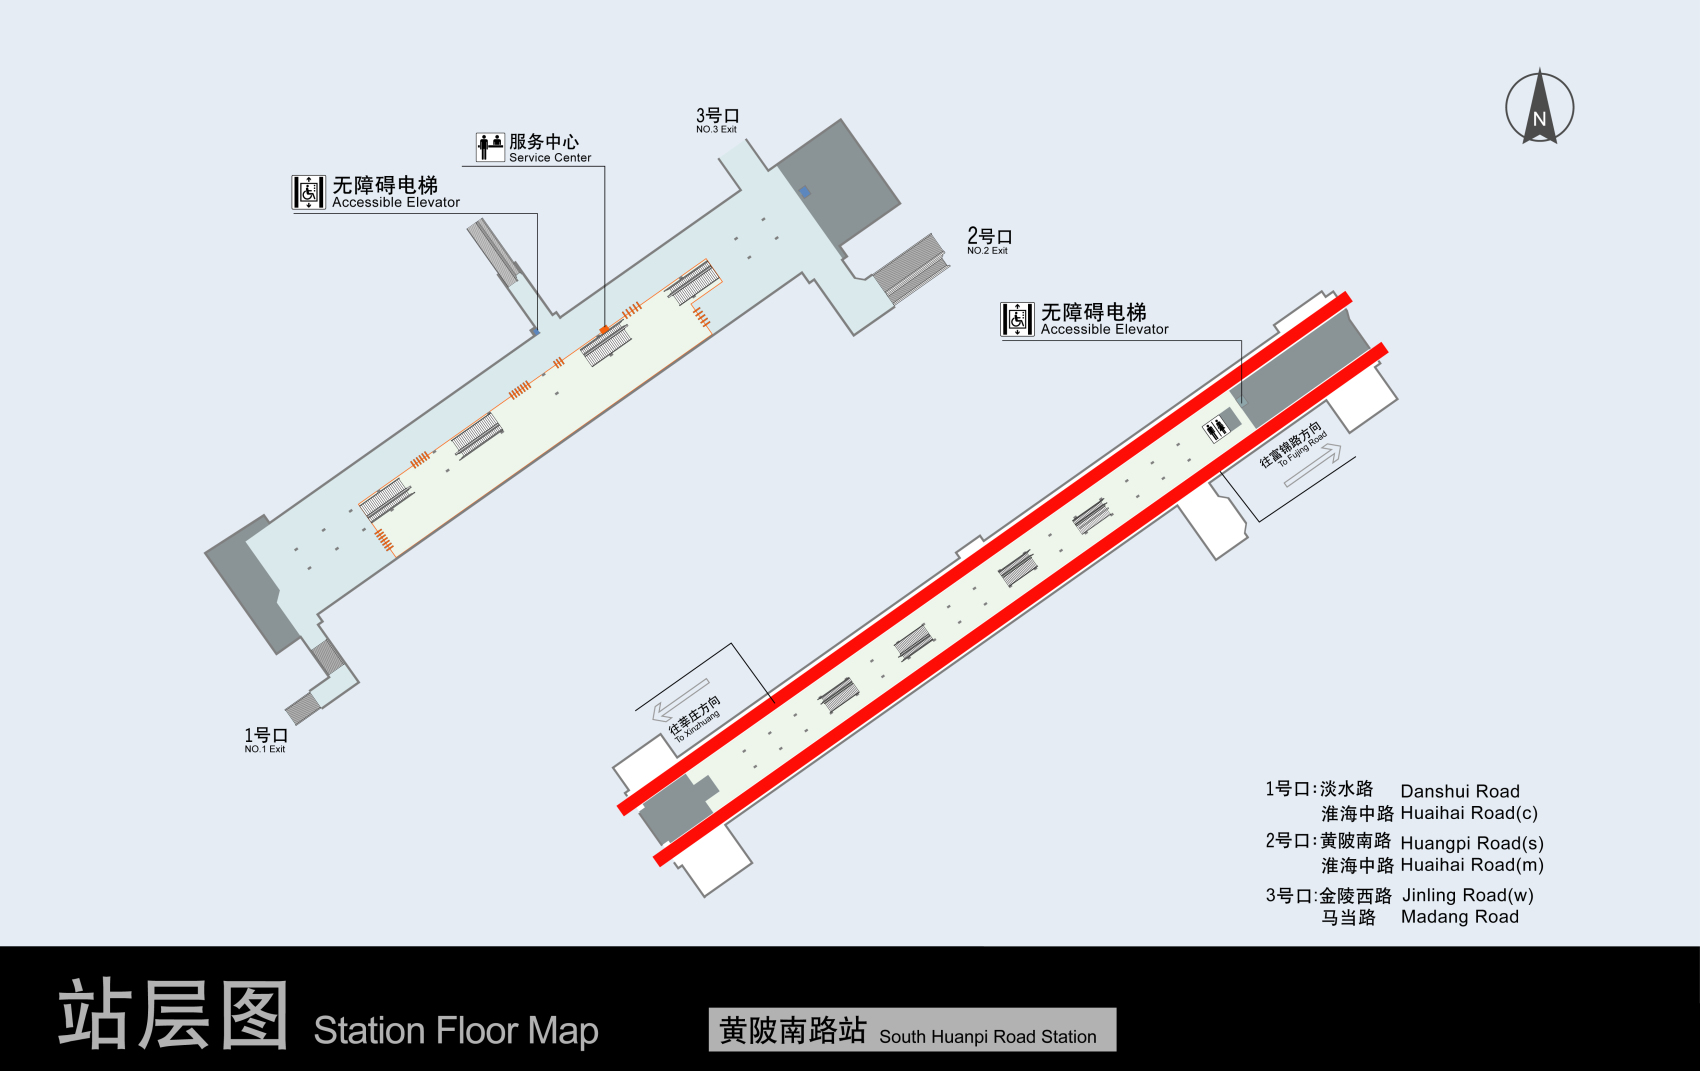 N
3号口
NO.3 Exit
服务中心
Service Center
无障碍电梯
Accessible Elevator
2号口
NO.2 Exit
无障碍电梯
Accessible Elevator
往富锦路方向
To Fujing Road
往莘庄方向
To Xinzhuang
1号口
NO.1 Exit
1号口:淡水路 Danshui Road
淮海中路 Huaihai Road(c)
2号口:黄陂南路 Huangpi Road(s)
淮海中路 Huaihai Road(m)
3号口:金陵西路 Jinling Road(w)
马当路 Madang Road
站层图 Station Floor Map
黄陂南路站 South Huanpi Road Station